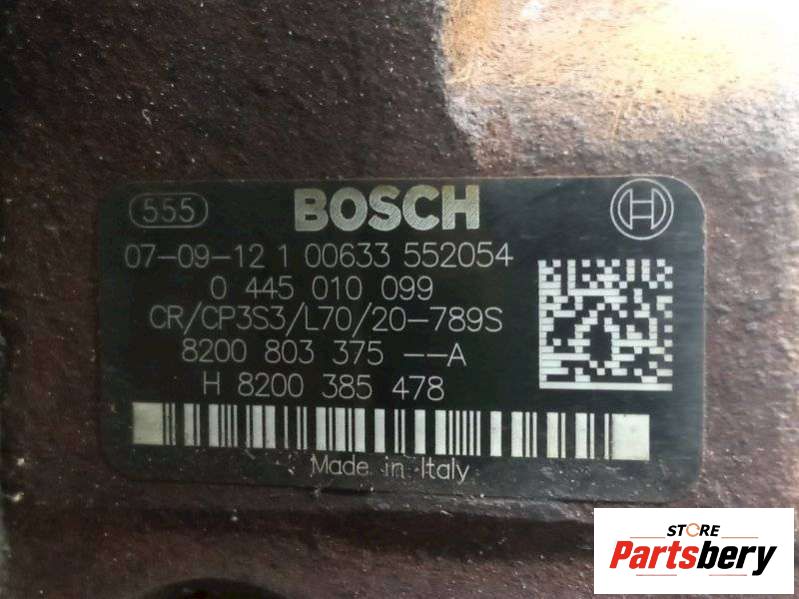 555 BOSCH
07-09-12 1 00633 552054
0 445 010 099
CR/CP3S3/L70/20-789S
8200 803 375 --A
H 8200 385 478
Made in Italy
STORE
Partsbery